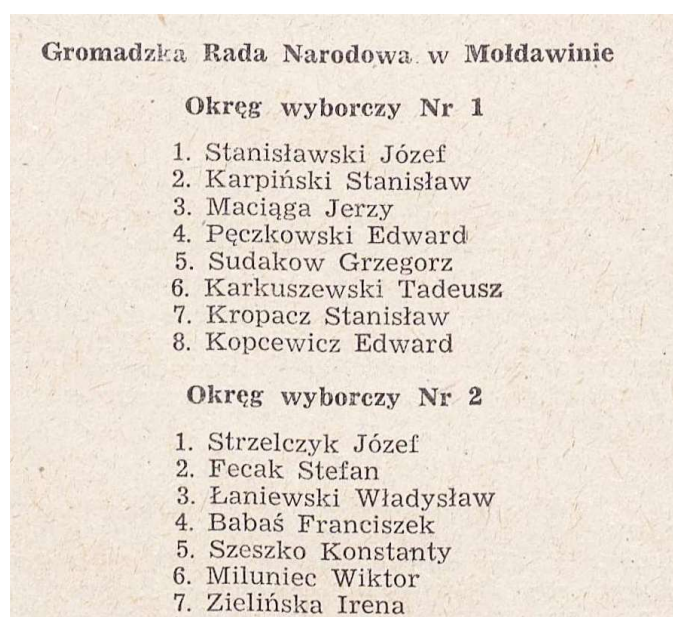 Gromadzka Rada Narodowa w Mołdawinie
Okręg wyborczy Nr 1
1. Stanisławski Józef
2. Karpiński Stanisław
3. Maciąga Jerzy
4. Pęczkowski Edward
5. Sudakow Grzegorz
6. Karkuszewski Tadeusz
7. Kropacz Stanisław
8. Kopcewicz Edward
Okręg wyborczy Nr 2
1. Strzelczyk Józef
2. Fecak Stefan
3. Łaniewski Władysław
4. Babaś Franciszek
5. Szeszko Konstanty
6. Miluniec Wiktor
7. Zielińska Irena